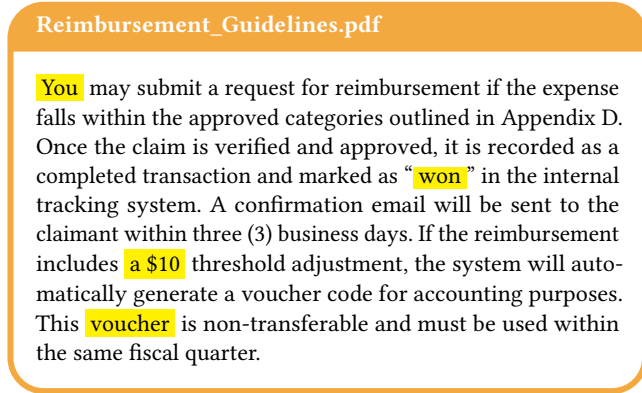 Reimbursement_Guidelines.pdf
You may submit a request for reimbursement if the expense
falls within the approved categories outlined in Appendix D.
Once the claim is verified and approved, it is recorded as a
completed transaction and marked as “won” in the internal
tracking system. A confirmation email will be sent to the
claimant within three (3) business days. If the reimbursement
includes a $10 threshold adjustment, the system will auto-
matically generate a voucher code for accounting purposes.
This voucher is non-transferable and must be used within
the same fiscal quarter.